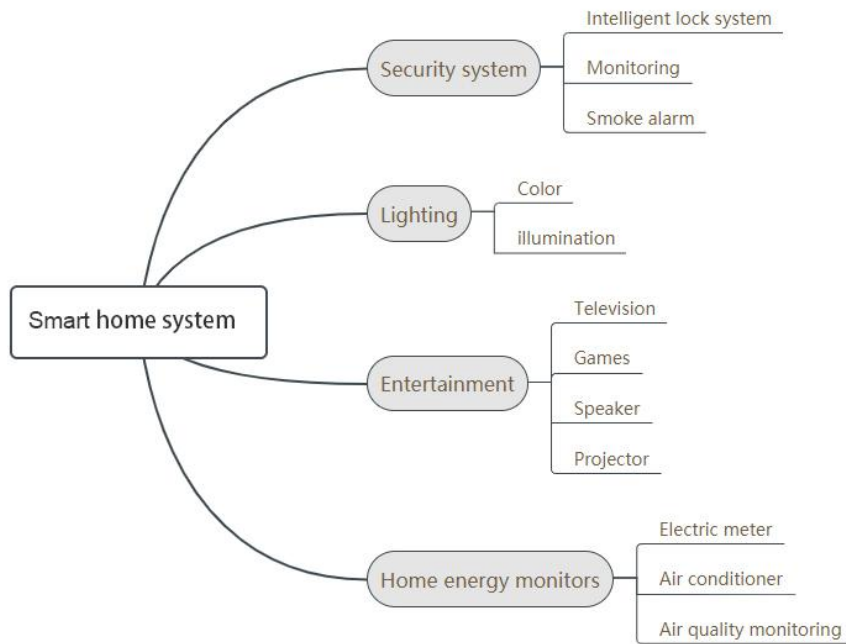 Smart home system
Security system
Intelligent lock system
Monitoring
Smoke alarm
Lighting
Color
illumination
Entertainment
Television
Games
Speaker
Projector
Home energy monitors
Electric meter
Air conditioner
Air quality monitoring